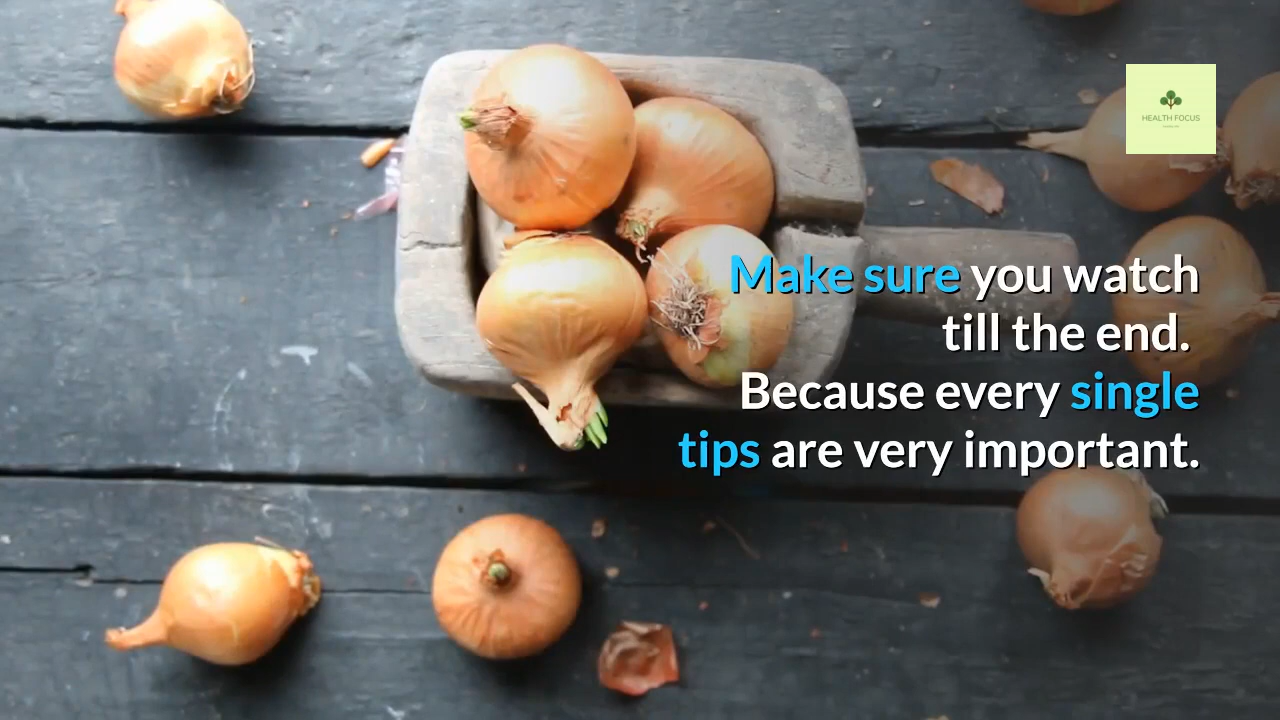 HEALTH FOCUS
Make sure you watch
till the end.
Because every single
tips are very important.